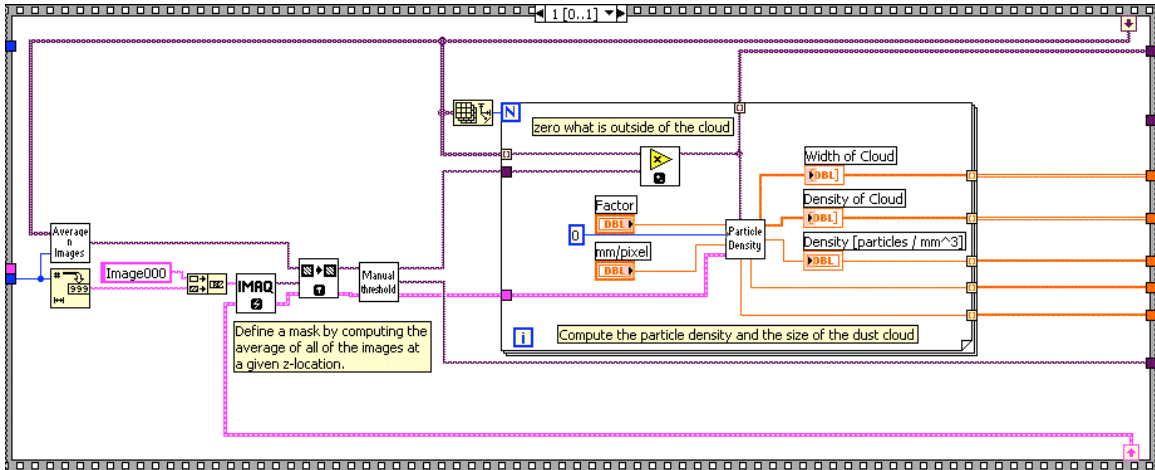 1 [0..1]
N
zero what is outside of the cloud
Width of Cloud
DBL
Density of Cloud
DBL
Factor
DBL
0
Particle
Density
Density [particles / mm^3]
DBL
mm/pixel
DBL
Average
n
Images
#
999
Image000
IMAQ
Manual
threshold
Define a mask by computing the
average of all of the images at
a given z-location.
i
Compute the particle density and the size of the dust cloud